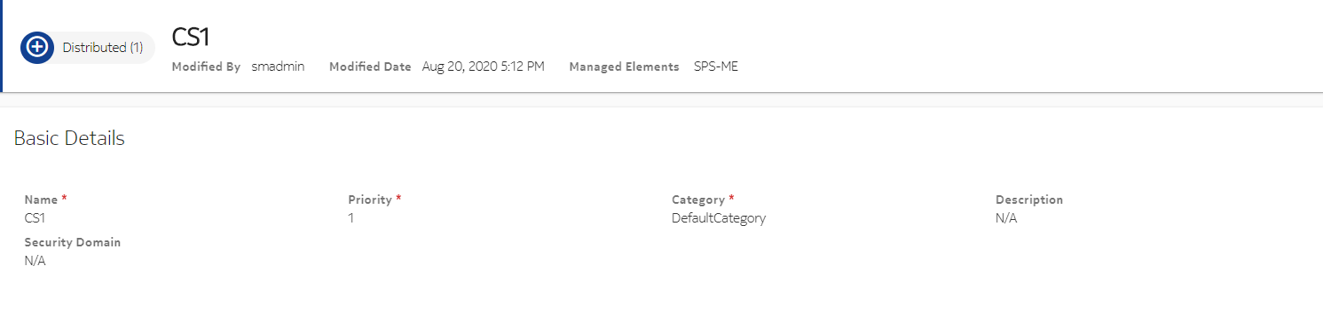 CS1
Distributed (1)
Modified By smadmin Modified Date Aug 20, 2020 5:12 PM Managed Elements SPS-ME
Basic Details
Name * Priority * Category * Description
CS1 1 DefaultCategory N/A
Security Domain
N/A